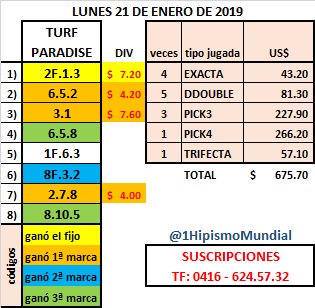 LUNES 21 DE ENERO DE 2019
TURF PARADISE DIV
1) 2F.1.3 $ 7.20
2) 6.5.2 $ 4.20
3) 3.1 $ 7.60
4) 6.5.8
5) 1F.6.3
6) 8F.3.2
7) 2.7.8 $ 4.00
8) 8.10.5
códigos
ganó el fijo
ganó 1ª marca
ganó 2ª marca
ganó 3ª marca
veces tipo jugada US$
4 EXACTA 43.20
5 DDOUBLE 81.30
3 PICK3 227.90
1 PICK4 266.20
1 TRIFECTA 57.10
TOTAL $ 675.70
@1HipismoMundial
SUSCRIPCIONES
TF: 0416 - 624.57.32